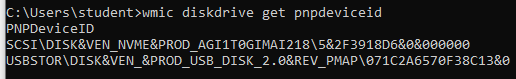 C:\Users\student>wmic diskdrive get pnpdeviceid
PNPDeviceID
SCSI\DISK&VEN_NVME&PROD_AGI1T0GIMAI218\5&2F3918D6&0&000000
USBSTOR\DISK&VEN_&PROD_USB_DISK_2.0&REV_PMAP\071C2A6570F38C13&0